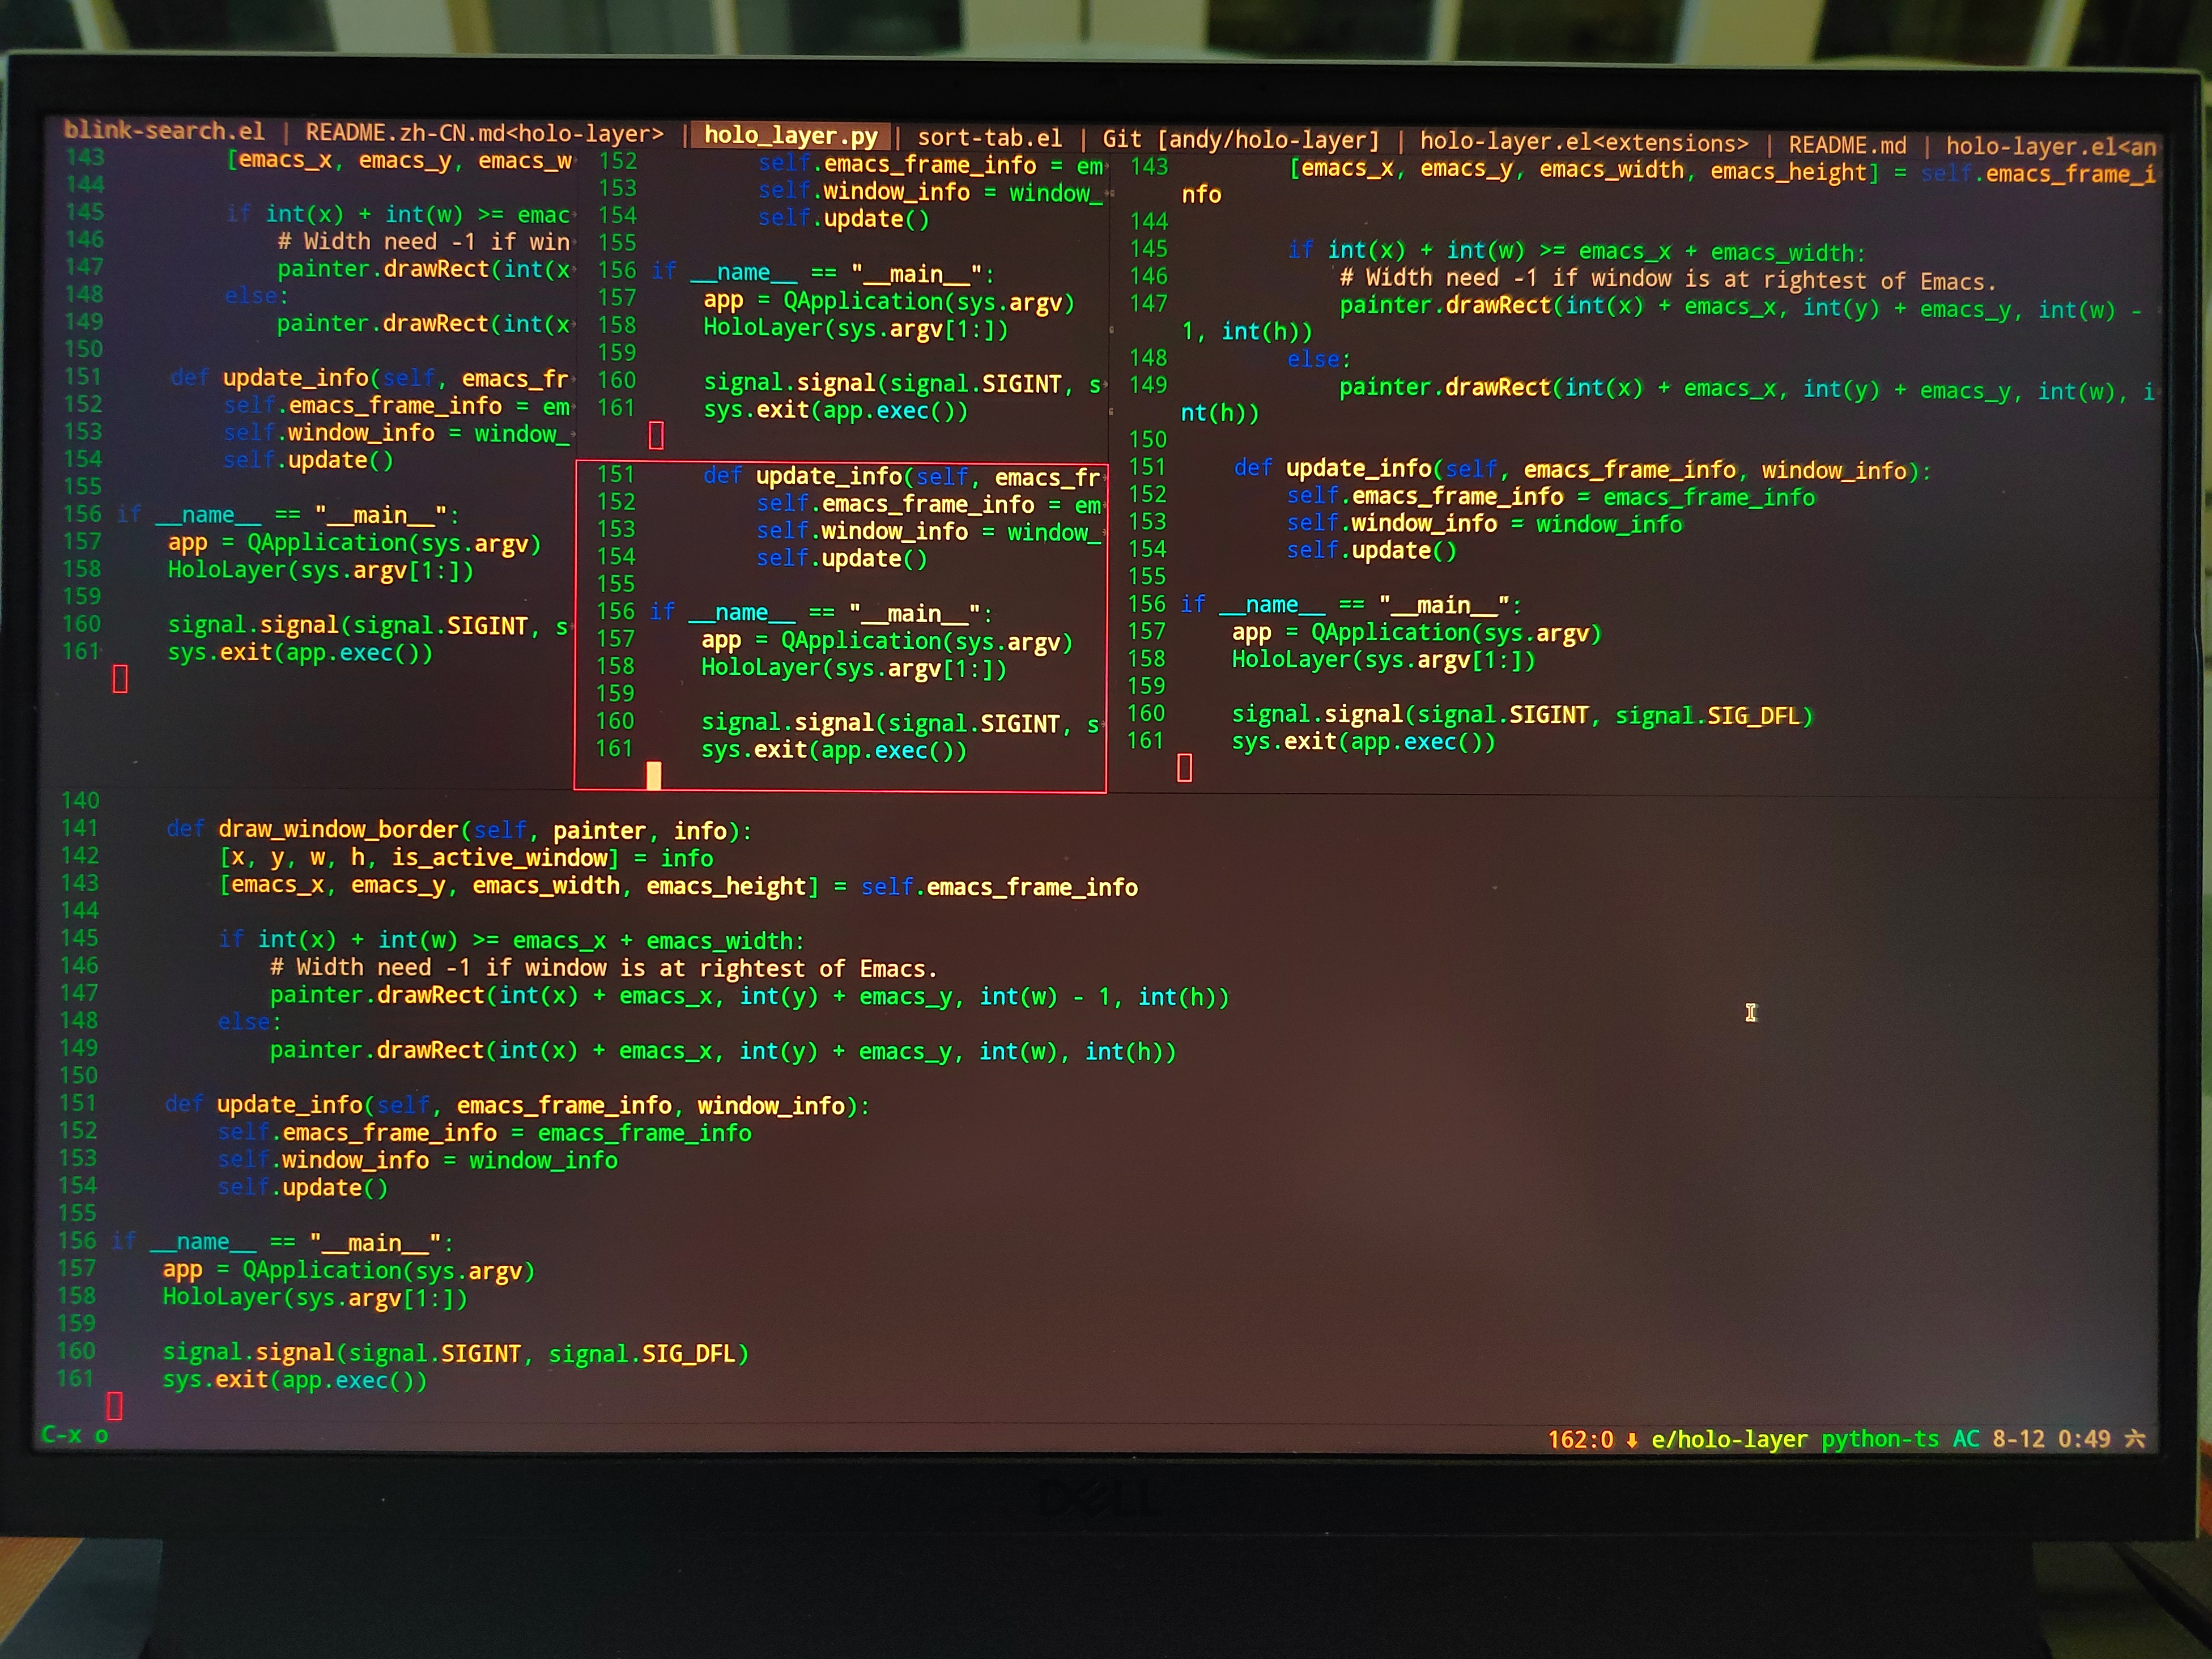 blink-search.el | README.zh-CN.md<holo-layer> | holo_layer.py | sort-tab.el | Git [andy/holo-layer] | holo-layer.el<extensions> | README.md | holo-layer.el<an
143 [emacs_x, emacs_y, emacs_w
144
145 if int(x) + int(w) >= emac
146 # Width need -1 if win
147 painter.drawRect(int(x
148 else:
149 painter.drawRect(int(x
150
151 def update_info(self, emacs_fr
152 self.emacs_frame_info = em
153 self.window_info = window_
154 self.update()
155
156 if __name__ == "__main__":
157 app = QApplication(sys.argv)
158 HoloLayer(sys.argv[1:])
159
160 signal.signal(signal.SIGINT, s
161 sys.exit(app.exec())
152 self.emacs_frame_info = em
153 self.window_info = window_
154 self.update()
155
156 if __name__ == "__main__":
157 app = QApplication(sys.argv)
158 HoloLayer(sys.argv[1:])
159
160 signal.signal(signal.SIGINT, s
161 sys.exit(app.exec())
151 def update_info(self, emacs_fr
152 self.emacs_frame_info = em
153 self.window_info = window_
154 self.update()
155
156 if __name__ == "__main__":
157 app = QApplication(sys.argv)
158 HoloLayer(sys.argv[1:])
159
160 signal.signal(signal.SIGINT, s
161 sys.exit(app.exec())
143 [emacs_x, emacs_y, emacs_width, emacs_height] = self.emacs_frame_i
nfo
144
145 if int(x) + int(w) >= emacs_x + emacs_width:
146 # Width need -1 if window is at rightest of Emacs.
147 painter.drawRect(int(x) + emacs_x, int(y) + emacs_y, int(w) -
1, int(h))
148 else:
149 painter.drawRect(int(x) + emacs_x, int(y) + emacs_y, int(w), i
nt(h))
150
151 def update_info(self, emacs_frame_info, window_info):
152 self.emacs_frame_info = emacs_frame_info
153 self.window_info = window_info
154 self.update()
155
156 if __name__ == "__main__":
157 app = QApplication(sys.argv)
158 HoloLayer(sys.argv[1:])
159
160 signal.signal(signal.SIGINT, signal.SIG_DFL)
161 sys.exit(app.exec())
140
141 def draw_window_border(self, painter, info):
142 [x, y, w, h, is_active_window] = info
143 [emacs_x, emacs_y, emacs_width, emacs_height] = self.emacs_frame_info
144
145 if int(x) + int(w) >= emacs_x + emacs_width:
146 # Width need -1 if window is at rightest of Emacs.
147 painter.drawRect(int(x) + emacs_x, int(y) + emacs_y, int(w) - 1, int(h))
148 else:
149 painter.drawRect(int(x) + emacs_x, int(y) + emacs_y, int(w), int(h))
150
151 def update_info(self, emacs_frame_info, window_info):
152 self.emacs_frame_info = emacs_frame_info
153 self.window_info = window_info
154 self.update()
155
156 if __name__ == "__main__":
157 app = QApplication(sys.argv)
158 HoloLayer(sys.argv[1:])
159
160 signal.signal(signal.SIGINT, signal.SIG_DFL)
161 sys.exit(app.exec())
C-x o
162:0 ⬇ e/holo-layer python-ts AC 8-12 0:49 六
DELL